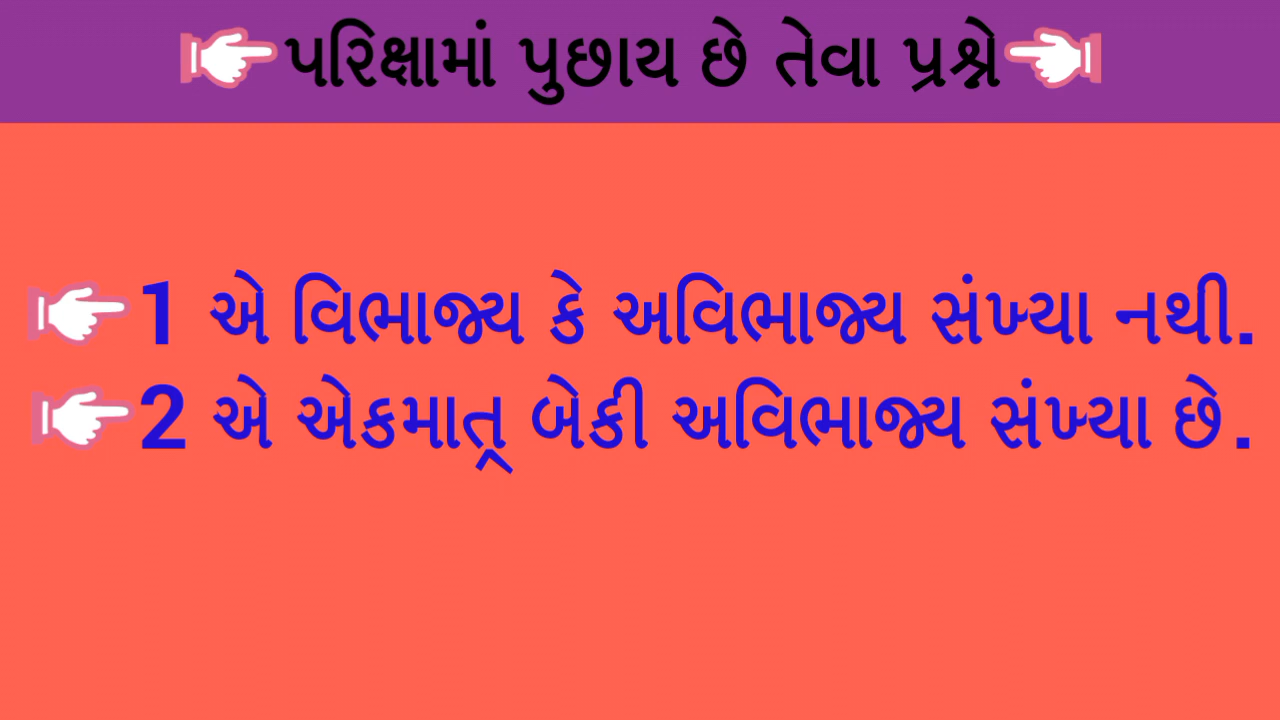 પરિક્ષામાં પુછાય છે તેવા પ્રશ્ને
1 એ વિભાજ્ય કે અવિભાજ્ય સંખ્યા નથી.
2 એ એકમાત્ર બેકી અવિભાજ્ય સંખ્યા છે.